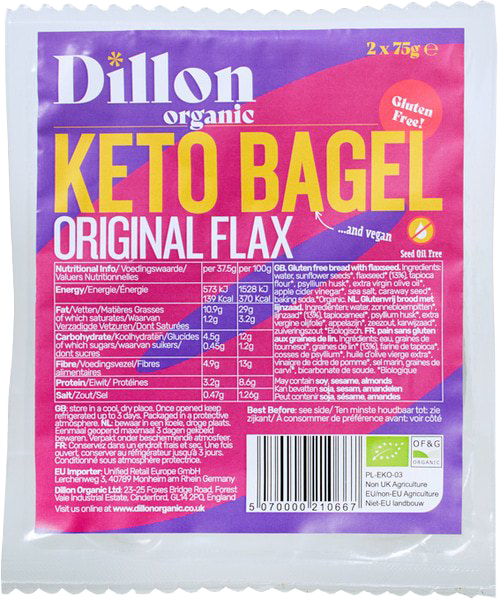 Dillon
organic
2 x 75g e
Gluten
Free!
KETO BAGEL
ORIGINAL FLAX
...and vegan
Seed Oil Free
Nutritional Info/ Voedingswaarde/ per 37.5g per 100g
Valuers Nutritionnelles
Energy/Energie/Énergie 573 kJ 1528 kJ
139 Kcal 370 Kcal
Fat/Vetten/Matières Grasses 10.9g 29g
of which saturates/Waarvan 1.2g 3.2g
Verzadigde Vetzuren/Dont Saturées
Carbohydrate/Koolhydraten/Glucides 4.5g 12g
of which sugars/waarvan suikers/ 0.45g 1.2g
dont sucres
Fibre/Voedingsvezel/Fibres 4.9g 13g
alimentaires
Protein/Eiwit/ Protéines 3.2g 8.6g
Salt/Zout/Sel 0.47g 1.26g
GB: store in a cool, dry place. Once opened keep
refrigerated up to 3 days. Packaged in a protective
atmosphere. NL: bewaar in een koele, droge plaats.
Eenmaal geopend maximaal 3 dagen gekoeld
bewaren. Verpakt onder beschermende atmosfeer.
FR: Conservez dans un endroit frais et sec. Une fois
ouvert, conserver au réfrigérateur jusqu'à 3 jours.
Conditionné sous atmosphère protectrice.
EU Importer: Unified Retail Europe GmbH
Lerchenweg 3, 40789 Monheim am Rhein Germany
Dillon Organic Ltd: 23-25 Foxes Bridge Road, Forest
Vale Industrial Estate, Cinderford, GL14 2PQ, England
Visit us online at www.dillonorganic.co.uk
GB. Gluten free bread with flaxseed. Ingredients:
water, sunflower seeds*, flaxseed* (13%), tapioca
flour*, psyllium husk*, extra virgin olive oil*,
apple cider vinegar*, sea salt, caraway seed*,
baking soda.*Organic. NL. Glutenvrij brood met
lijnzaad. Ingrediënten: water, zonnebloempitten*,
lijnzaad* (13%), tapiocameel*, psyllium husk*, extra
vergine olijfolie*, appelazijn*, zeezout, karwijzaad*,
zuiveringszout *Biologisch. FR. pain sans gluten
aux graines de lin. Ingrédients: eau, graines de
tournesol*, graines de lin* (13%), farine de tapioca*,
cosses de psyllium*, huile d'olive vierge extra*,
vinaigre de cidre de pomme*, sel marin, graines de
carvi*, bicarbonate de soude. *Biologique
May contain soy, sesame, almonds
Kan bevatten soja, sésam, amandelen
Peut contenir soja, sésame, amandes
Best Before: see side/ Ten minste houdbaar tot: zie
zijkant/ À consommer de préférence avant: voir côté
5 070000 210667
OF&G
ORGANIC
PL-EKO-03
Non UK Agriculture
EU/non-EU Agriculture
Niet-EU landbouw